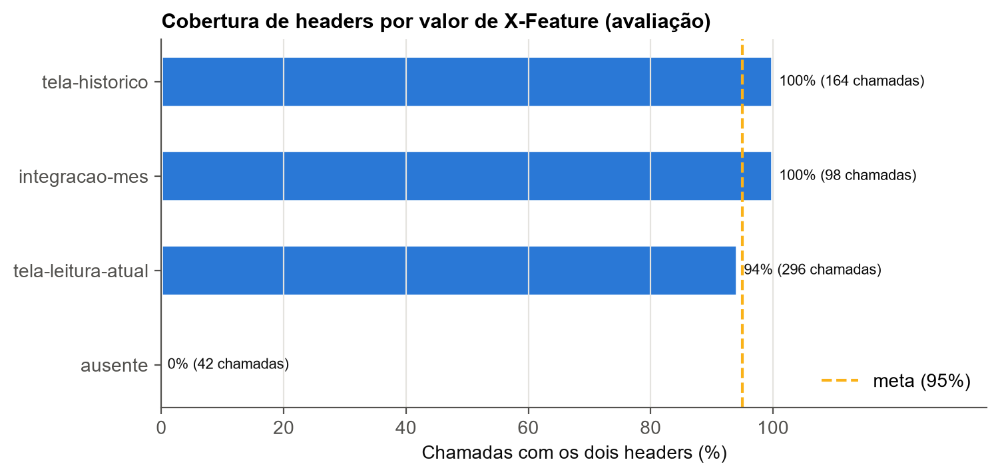 Cobertura de headers por valor de X-Feature (avaliação)
tela-historico
100% (164 chamadas)
integracao-mes
100% (98 chamadas)
tela-leitura-atual
94% (296 chamadas)
ausente
0% (42 chamadas)
meta (95%)
0 20 40 60 80 100
Chamadas com os dois headers (%)